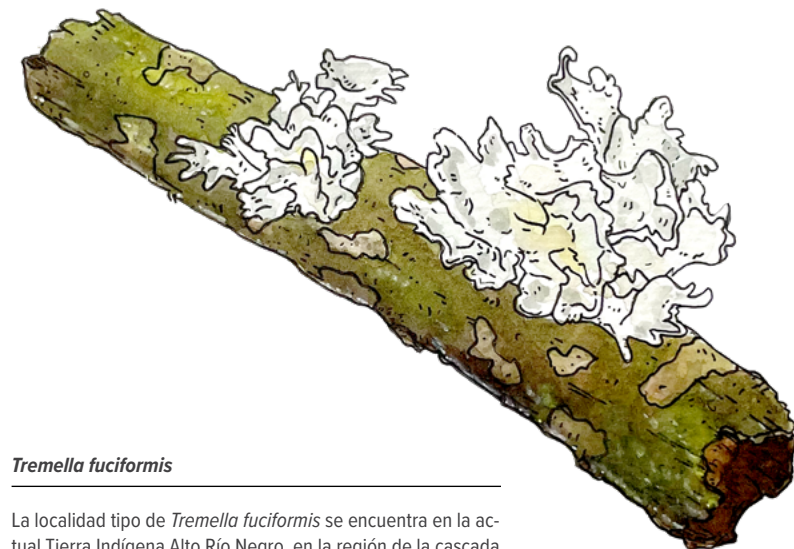 Tremella fuciformis
La localidad tipo de Tremella fuciformis se encuentra en la ac-
tual Tierra Indígena Alto Río Negro, en la región de la cascada